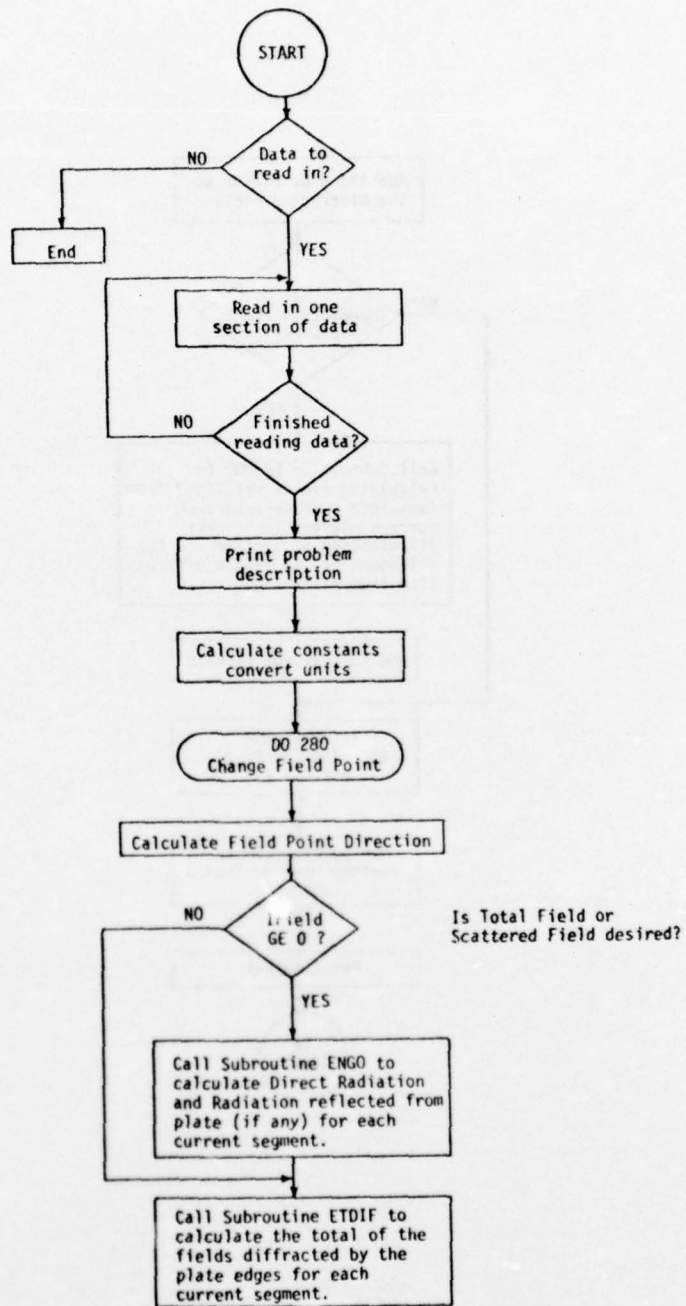 START
Data to
read in?
NO
End
YES
Read in one
section of data
NO
Finished
reading data?
YES
Print problem
description
Calculate constants
convert units
DO 280
Change Field Point
Calculate Field Point Direction
NO
GE 0 ?
Is Total Field or
Scattered Field desired?
YES
Call Subroutine ENGO to
calculate Direct Radiation
and Radiation reflected from
plate (if any) for each
current segment.
Call Subroutine ETDIF to
calculate the total of the
fields diffracted by the
plate edges for each
current segment.